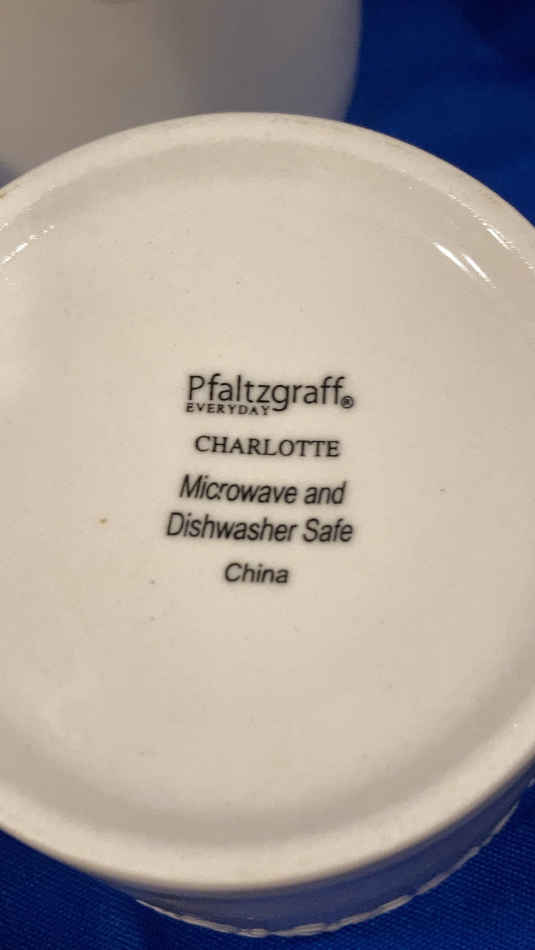 Pfaltzgraff®
EVERYDAY
CHARLOTTE
Microwave and
Dishwasher Safe
China